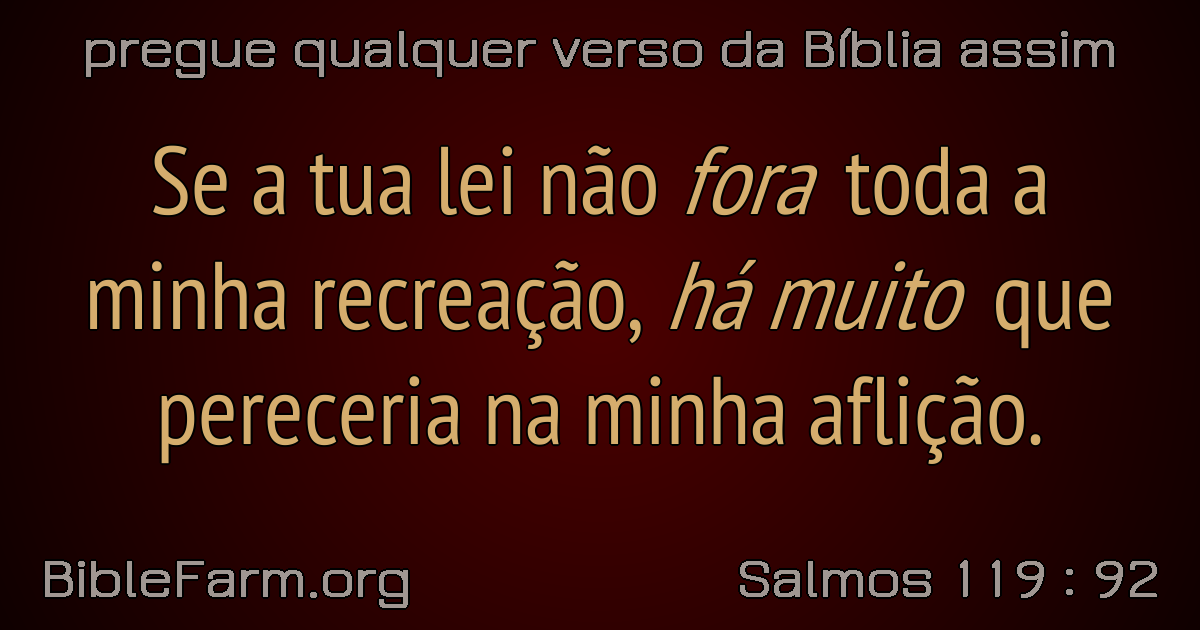 pregue qualquer verso da Bíblia assim
Se a tua lei não fora toda a
minha recreação, há muito que
pereceria na minha aflição.
BibleFarm.org
Salmos 119 : 92